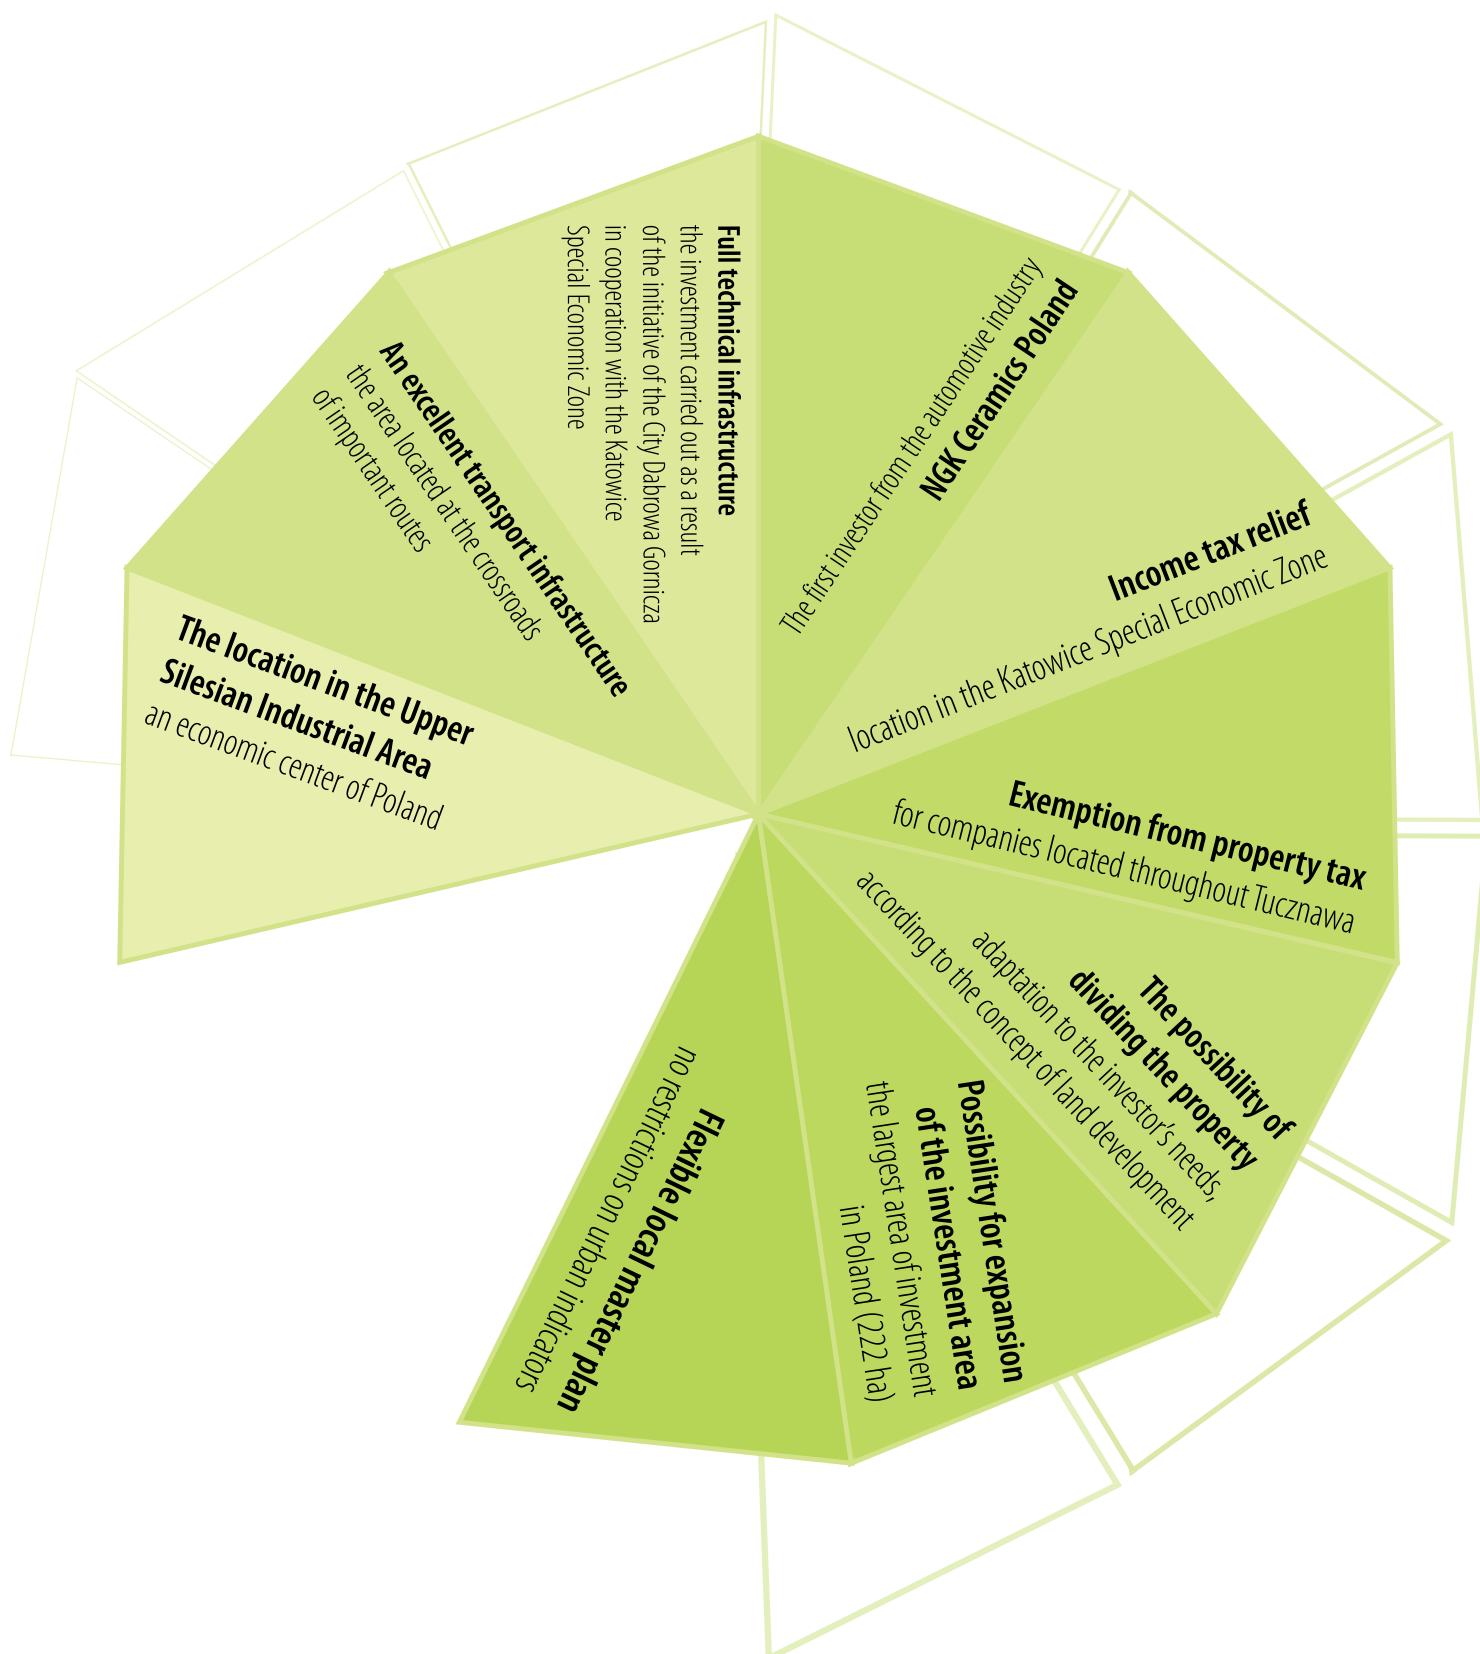 The location in the Upper
Silesian Industrial Area
an economic center of Poland
An excellent transport infrastructure
the area located at the crossroads
of important routes
Full technical infrastructure
the investment carried out as a result
of the initiative of the City Dabrowa Gornicza
in cooperation with the Katowice
Special Economic Zone
The first investor from the automotive industry
NGK Ceramics Poland
Income tax relief
location in the Katowice Special Economic Zone
Exemption from property tax
for companies located throughout Tucznawa
The possibility of
dividing the property
adaptation to the investor's needs,
according to the concept of land development
Possibility for expansion
of the investment area
the largest area of investment
in Poland (222 ha)
Flexible local master plan
no restrictions on urban indicators